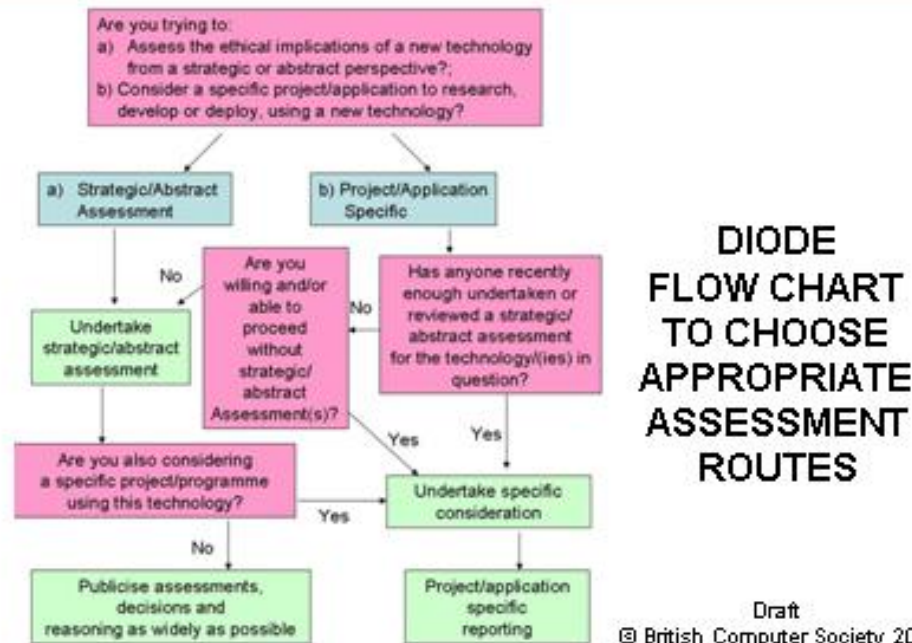 Are you trying to:
a) Assess the ethical implications of a new technology
from a strategic or abstract perspective?;
b) Consider a specific project/application to research,
develop or deploy, using a new technology?
a) Strategic/Abstract
Assessment
b) Project/Application
Specific
No
Are you
willing and/or
able to
proceed
without
strategic/
abstract
Assessment(s)?
No
Has anyone recently
enough undertaken or
reviewed a strategic/
abstract assessment
for the technology/(ies) in
question?
Undertake
strategic/abstract
assessment
Yes
Yes
Are you also considering
a specific project/programme
using this technology?
Yes
Undertake specific
consideration
No
Publicise assessments,
decisions and
reasoning as widely as possible
Project/application
specific
reporting
DIODE
FLOW CHART
TO CHOOSE
APPROPRIATE
ASSESSMENT
ROUTES
Draft
© British Computer Society 20